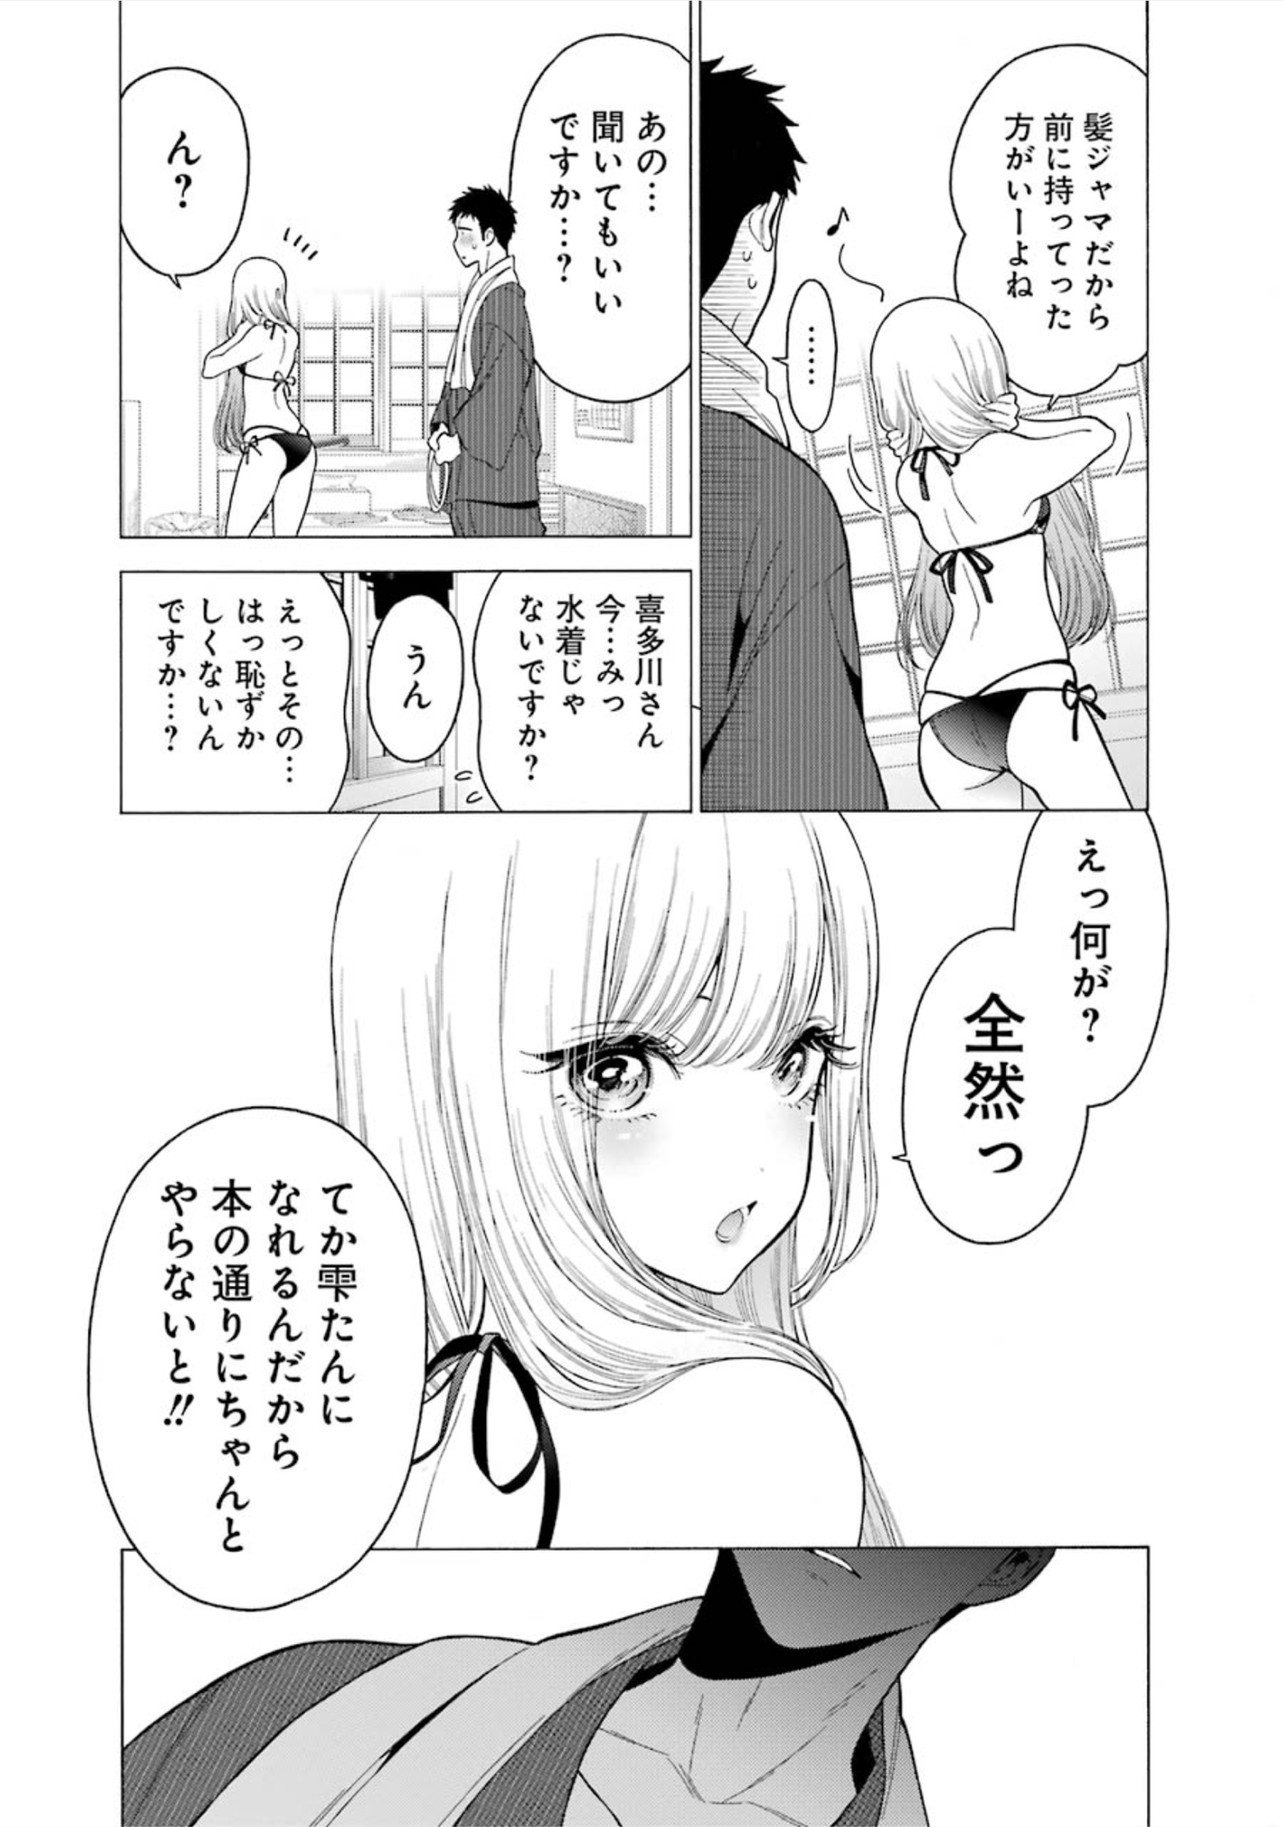 髪ジャマだから
前に持ってった
方がいーよね
……
あの…
聞いてもいい
ですか…?
ん?
喜多川さん
今…みっ
水着じゃ
ないですか?
うん
えっとその…
はっ恥ずか
しくないん
ですか…?
えっ何が?
全然っ
てか雫たんに
なれるんだから
本の通りにちゃんと
やらないと!!